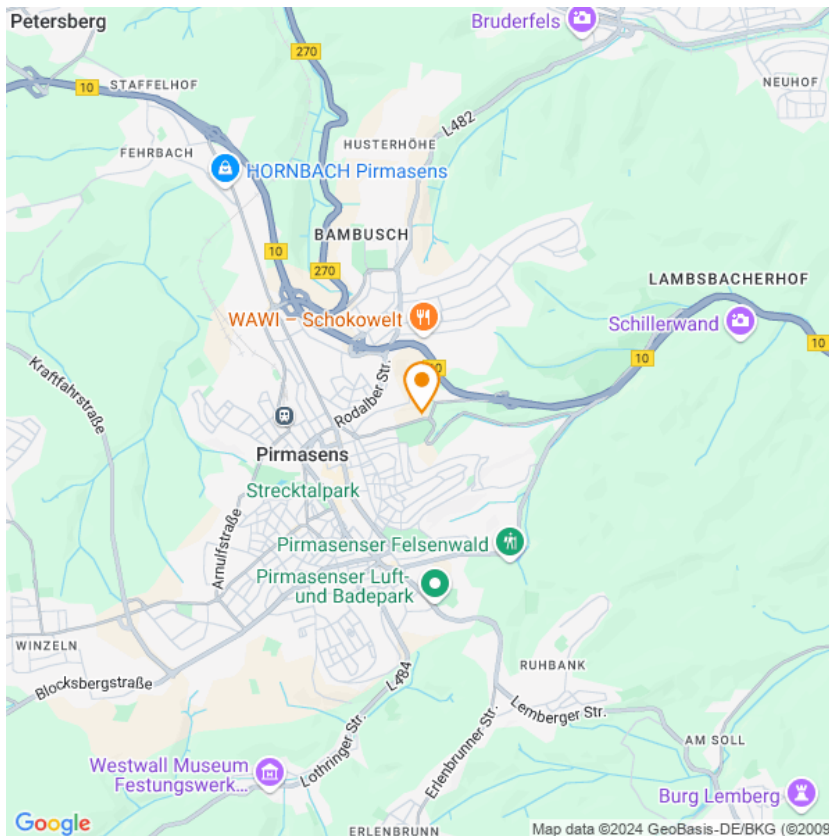 Petersberg
Bruderfels
270
10
STAFFELHOF
NEUHOF
L482
HUSTERHÖHE
FEHRBACH
HORNBACH Pirmasens
BAMBUSCH
10
270
LAMBSBACHERHOF
WAWI – Schokowelt
Schillerwand
10
10
Kraftfahrstraße
Rodalber Str.
Pirmasens
Strecktalpark
Arnulfstraße
Pirmasenser Felsenwald
Pirmasenser Luft-
und Badepark
WINZELN
Blocksbergstraße
L484
RUHBANK
Lemberger Str.
Lothringer Str.
Erlenbrunner Str.
AM SOLL
Westwall Museum
Festungswerk...
Burg Lemberg
Google
ERLENBRUNN
Map data ©2024 GeoBasis-DE/BKG (©2009